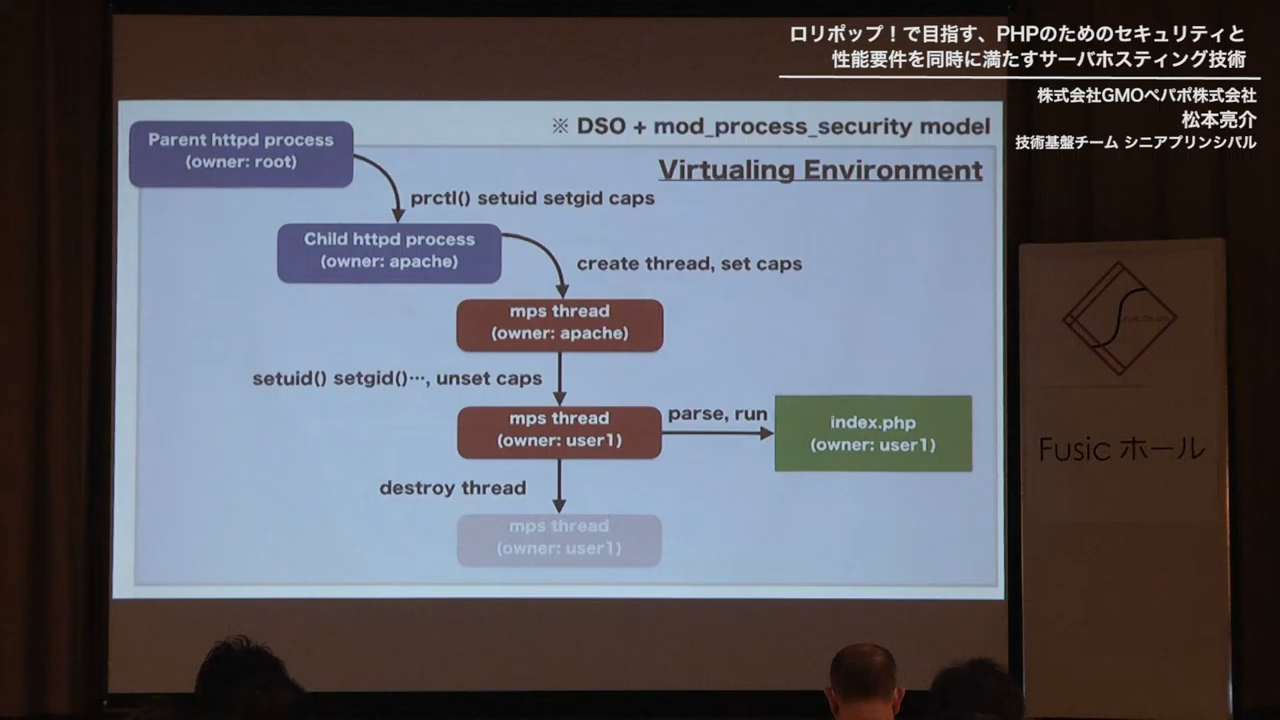 ロリポップ！で目指す、PHPのためのセキュリティと
性能要件を同時に満たすサーバホスティング技術
株式会社GMOペパボ株式会社
松本亮介
技術基盤チーム シニアプリンシパル
※ DSO + mod_process_security model
Virtualing Environment
Parent httpd process
(owner: root)
prctl() setuid setgid caps
Child httpd process
(owner: apache)
create thread, set caps
mps thread
(owner: apache)
setuid() setgid()…, unset caps
mps thread
(owner: user1)
parse, run
index.php
(owner: user1)
destroy thread
mps thread
(owner: user1)
Fusic ホール